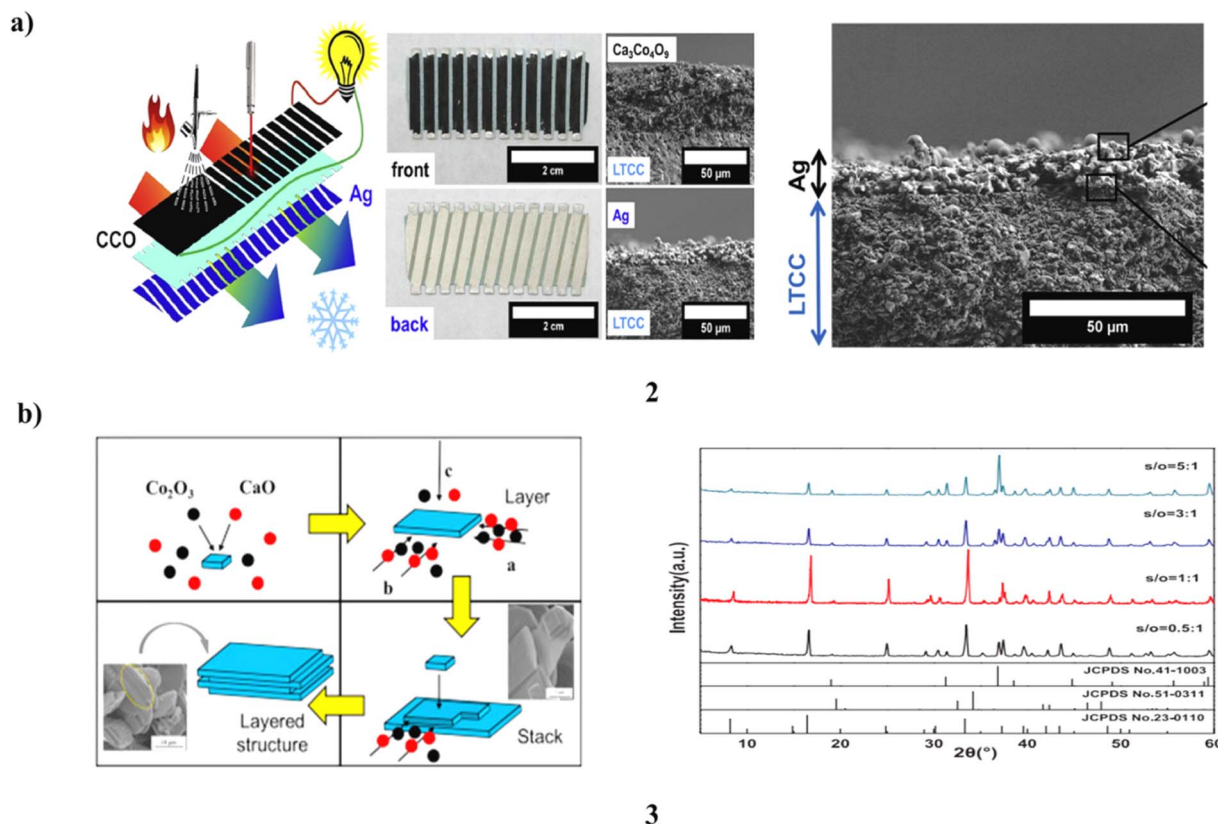 a)
CCO
Ag
front
2 cm
back
2 cm
Ca₃Co₄O₉
LTCC
50 µm
Ag
LTCC
50 µm
Ag
LTCC
50 µm
2
b)
Co₂O₃
CaO
c
Layer
a
b
Layered
structure
Stack
Intensity(a.u.)
s/o=5:1
s/o=3:1
s/o=1:1
s/o=0.5:1
JCPDS No.41-1003
JCPDS No.51-0311
JCPDS No.23-0110
10 20 30 40 50 60
2θ(°)
3